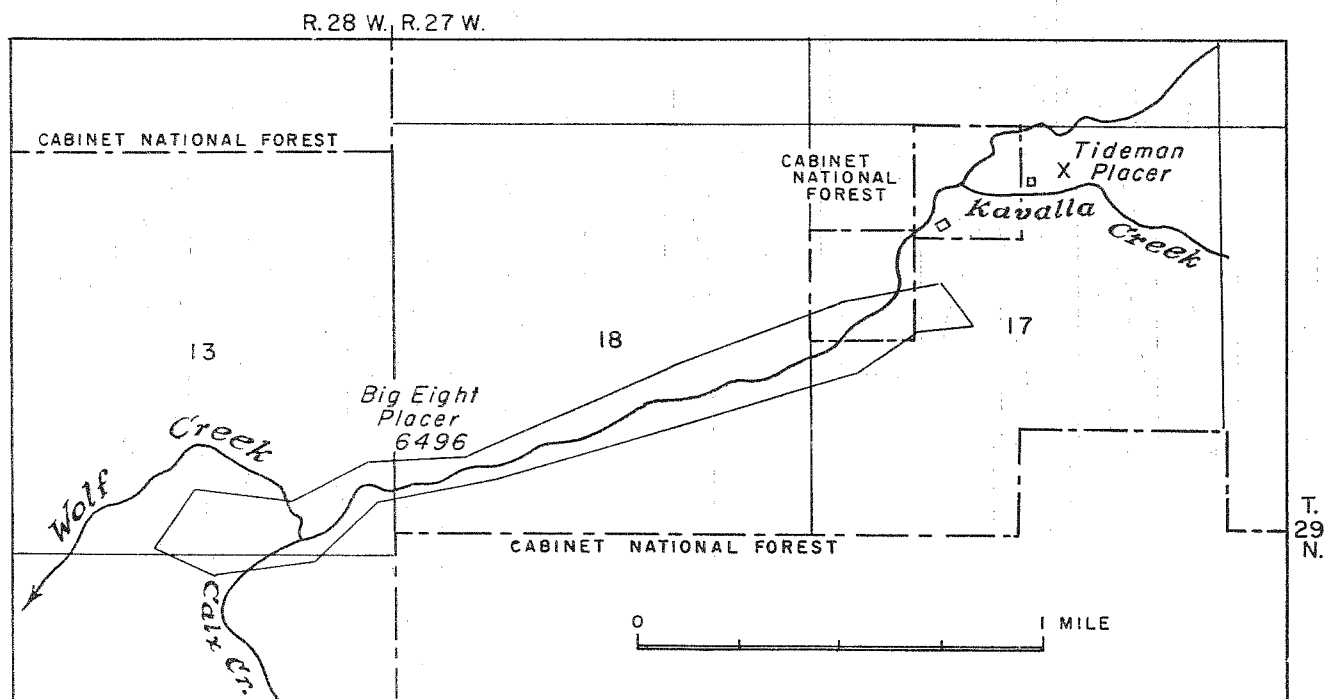 R. 28 W. R. 27 W.
CABINET NATIONAL FOREST
CABINET
NATIONAL
FOREST
Tideman
Placer
X
Kavalla
Creek
13
18
17
Big Eight
Placer
6496
Wolf
Creek
CABINET NATIONAL FOREST
T.
29
N.
Calx Cr.
0 1 MILE